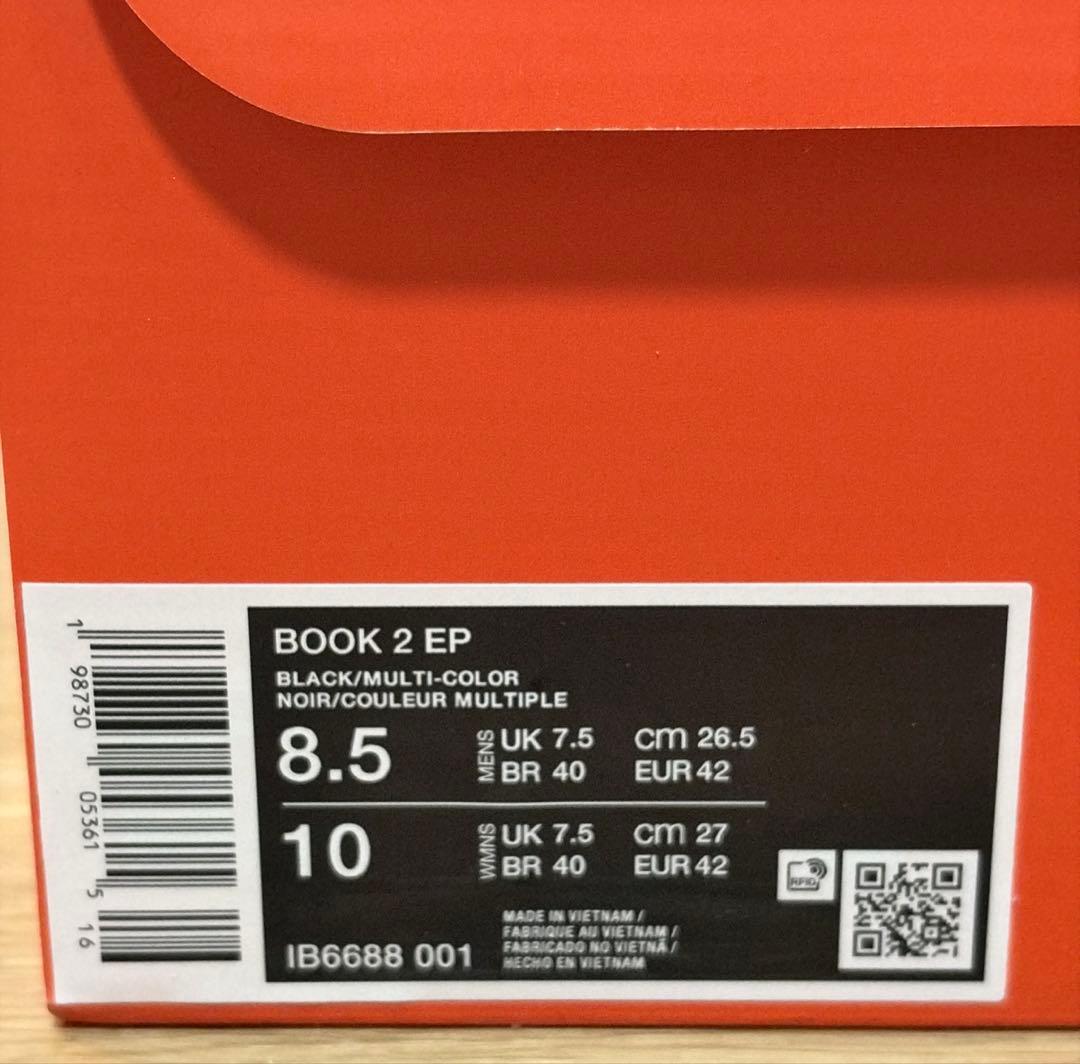 BOOK 2 EP
BLACK/MULTI-COLOR
NOIR/COULEUR MULTIPLE
8.5 MENS UK 7.5 cm 26.5
BR 40 EUR 42
10 WMNS UK 7.5 cm 27
BR 40 EUR 42
RFID
MADE IN VIETNAM /
FABRIQUE AU VIETNAM /
FABRICADO NO VIETNÃ /
HECHO EN VIETNAM
IB6688 001
1 98730 05361 5 16